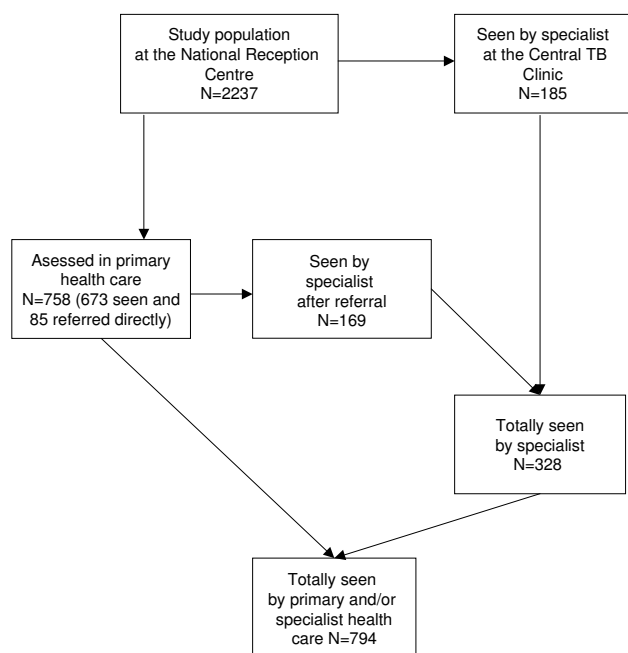 Study population
at the National Reception
Centre
N=2237
Seen by specialist
at the Central TB
Clinic
N=185
Asessed in primary
health care
N=758 (673 seen and
85 referred directly)
Seen by
specialist
after referral
N=169
Totally seen
by specialist
N=328
Totally seen
by primary and/or
specialist health
care N=794